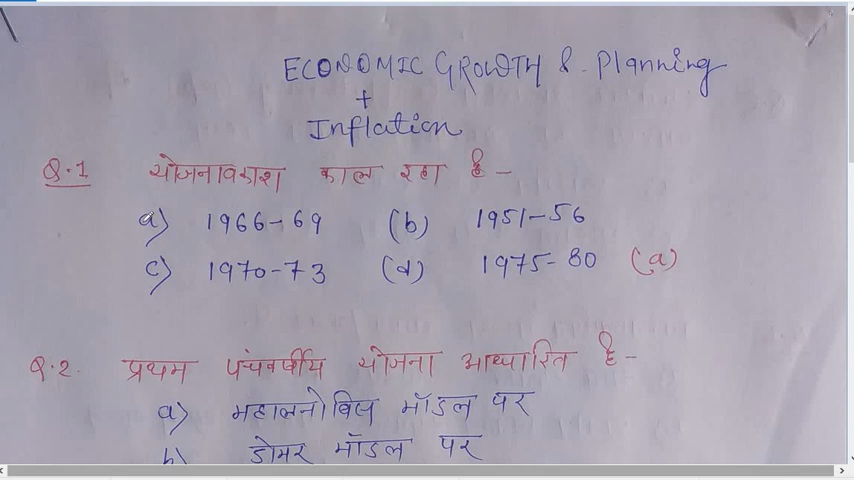 ECONOMIC GROWTH & Planning
+
Inflation
Q.1 योजनावकाश काल रहा है -
a) 1966-69 (b) 1951-56
c) 1970-73 (d) 1975-80 (a)
Q.2. प्रथम पंचवर्षीय योजना आधारित है -
a) महालनोविस मॉडल पर
b) डोमर मॉडल पर